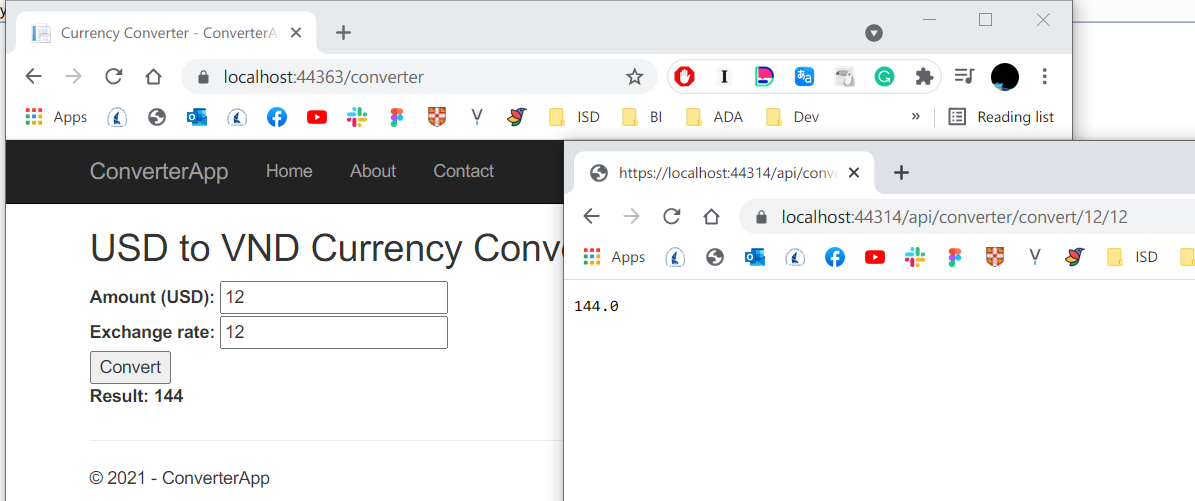 Currency Converter - ConverterA
localhost:44363/converter
Apps
ISD
BI
ADA
Dev
»
Reading list
ConverterApp
Home
About
Contact
USD to VND Currency Conv
Amount (USD): 12
Exchange rate: 12
Convert
Result: 144
© 2021 - ConverterApp
https://localhost:44314/api/conv
localhost:44314/api/converter/convert/12/12
Apps
ISD
144.0